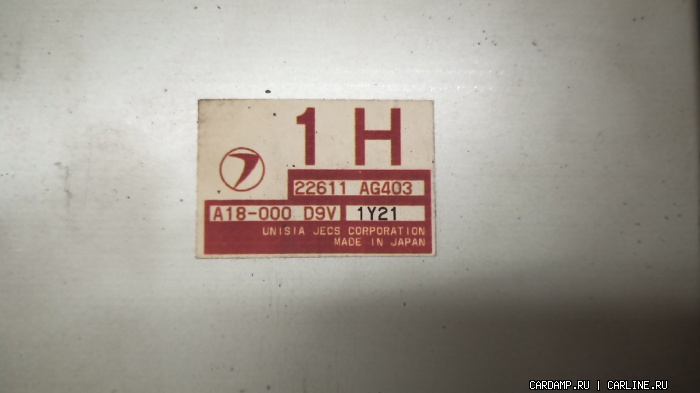 1 H
22611 AG403
A18-000 D9V 1Y21
UNISIA JECS CORPORATION
MADE IN JAPAN
CARDAMP.RU | CARLINE.RU